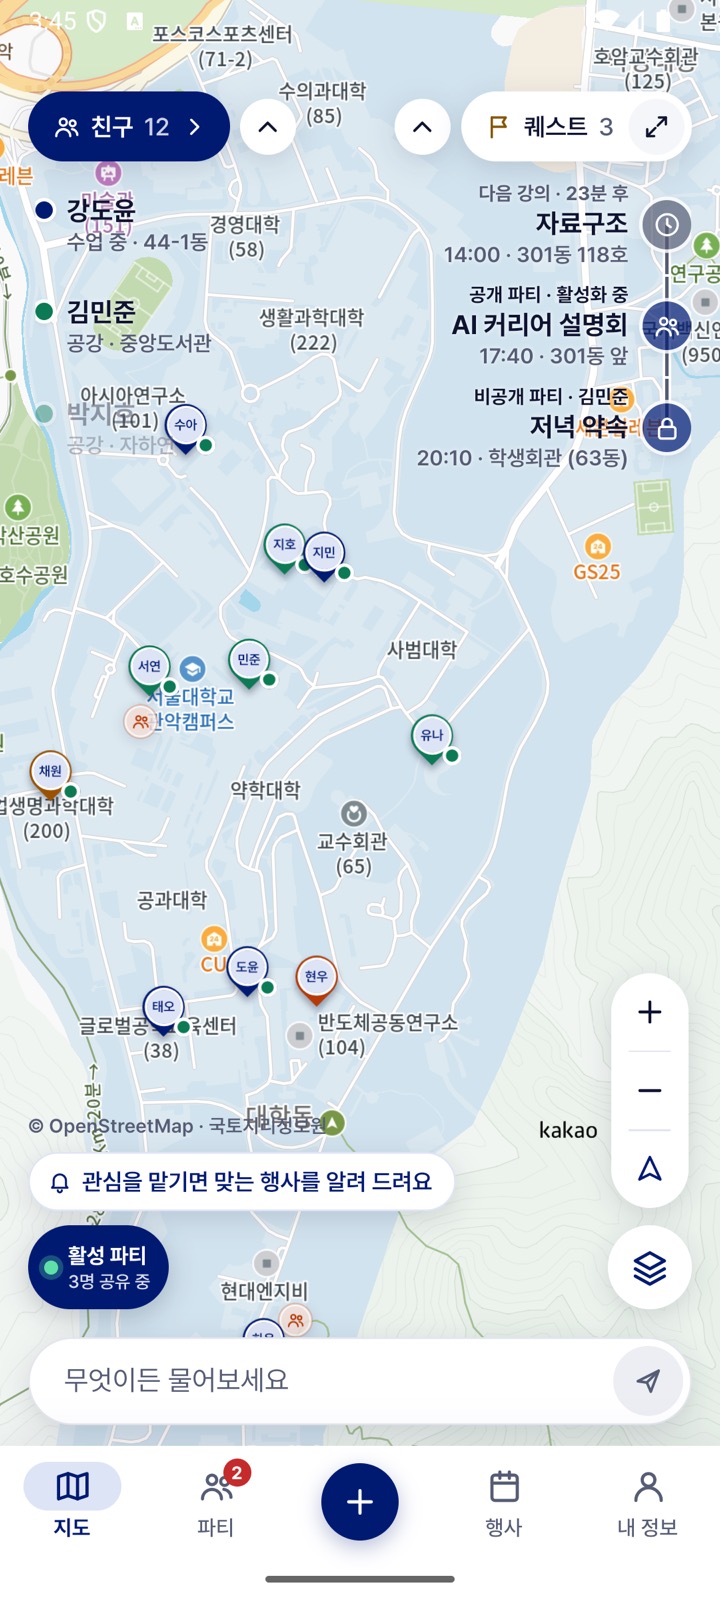 3:45
포스코스포츠센터
(71-2)
호암교수회관
(125)
수의과대학
(85)
친구 12
퀘스트 3
강도윤
수업 중 · 44-1동
(151)
경영대학
(58)
다음 강의 · 23분 후
자료구조
14:00 · 301동 118호
김민준
공강 · 중앙도서관
생활과학대학
(222)
공개 파티 · 활성화 중
AI 커리어 설명회
17:40 · 301동 앞
아시아연구소
(101)
공강 · 자하연
수아
비공개 파티 · 김민준
저녁 약속
20:10 · 학생회관 (63동)
지호
지민
GS25
호수공원
서연
민준
사범대학
서울대학교
관악캠퍼스
유나
채원
(200)
약학대학
교수회관
(65)
공과대학
CU
도윤
현우
태오
(38)
반도체공동연구소
(104)
대학동
© OpenStreetMap · 국토지리정보원
kakao
관심을 맡기면 맞는 행사를 알려 드려요
활성 파티
3명 공유 중
현대엔지비
무엇이든 물어보세요
2
지도
파티
행사
내 정보